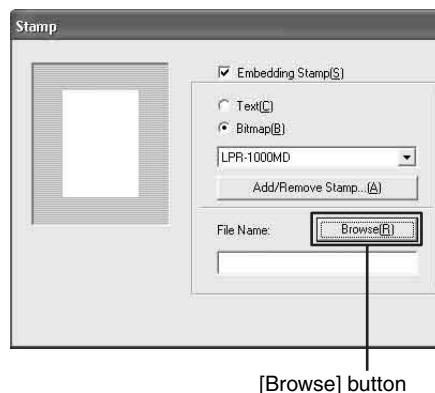 Stamp
Embedding Stamp(S)
Text(C)
Bitmap(B)
LPR-1000MD
Add/Remove Stamp...(A)
File Name: Browse(R)
[Browse] button